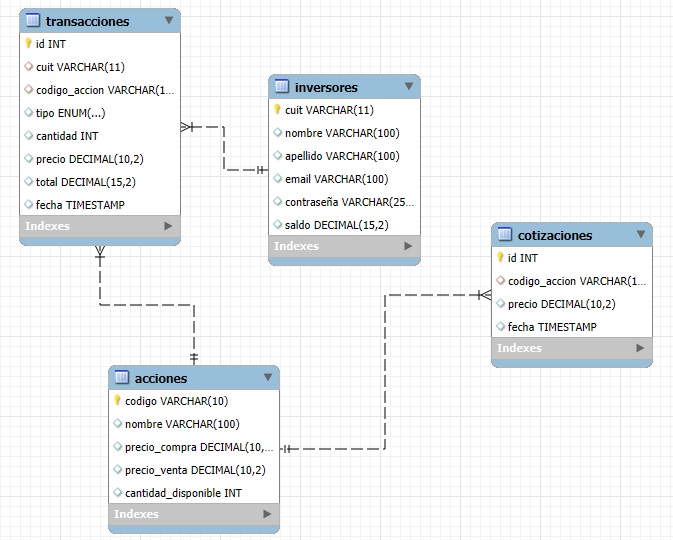 transacciones
id INT
cuit VARCHAR(11)
codigo_accion VARCHAR(1...
tipo ENUM(...)
cantidad INT
precio DECIMAL(10,2)
total DECIMAL(15,2)
fecha TIMESTAMP
Indexes
inversores
cuit VARCHAR(11)
nombre VARCHAR(100)
apellido VARCHAR(100)
email VARCHAR(100)
contraseña VARCHAR(25...
saldo DECIMAL(15,2)
Indexes
cotizaciones
id INT
codigo_accion VARCHAR(1...
precio DECIMAL(10,2)
fecha TIMESTAMP
Indexes
acciones
codigo VARCHAR(10)
nombre VARCHAR(100)
precio_compra DECIMAL(10,...
precio_venta DECIMAL(10,2)
cantidad_disponible INT
Indexes